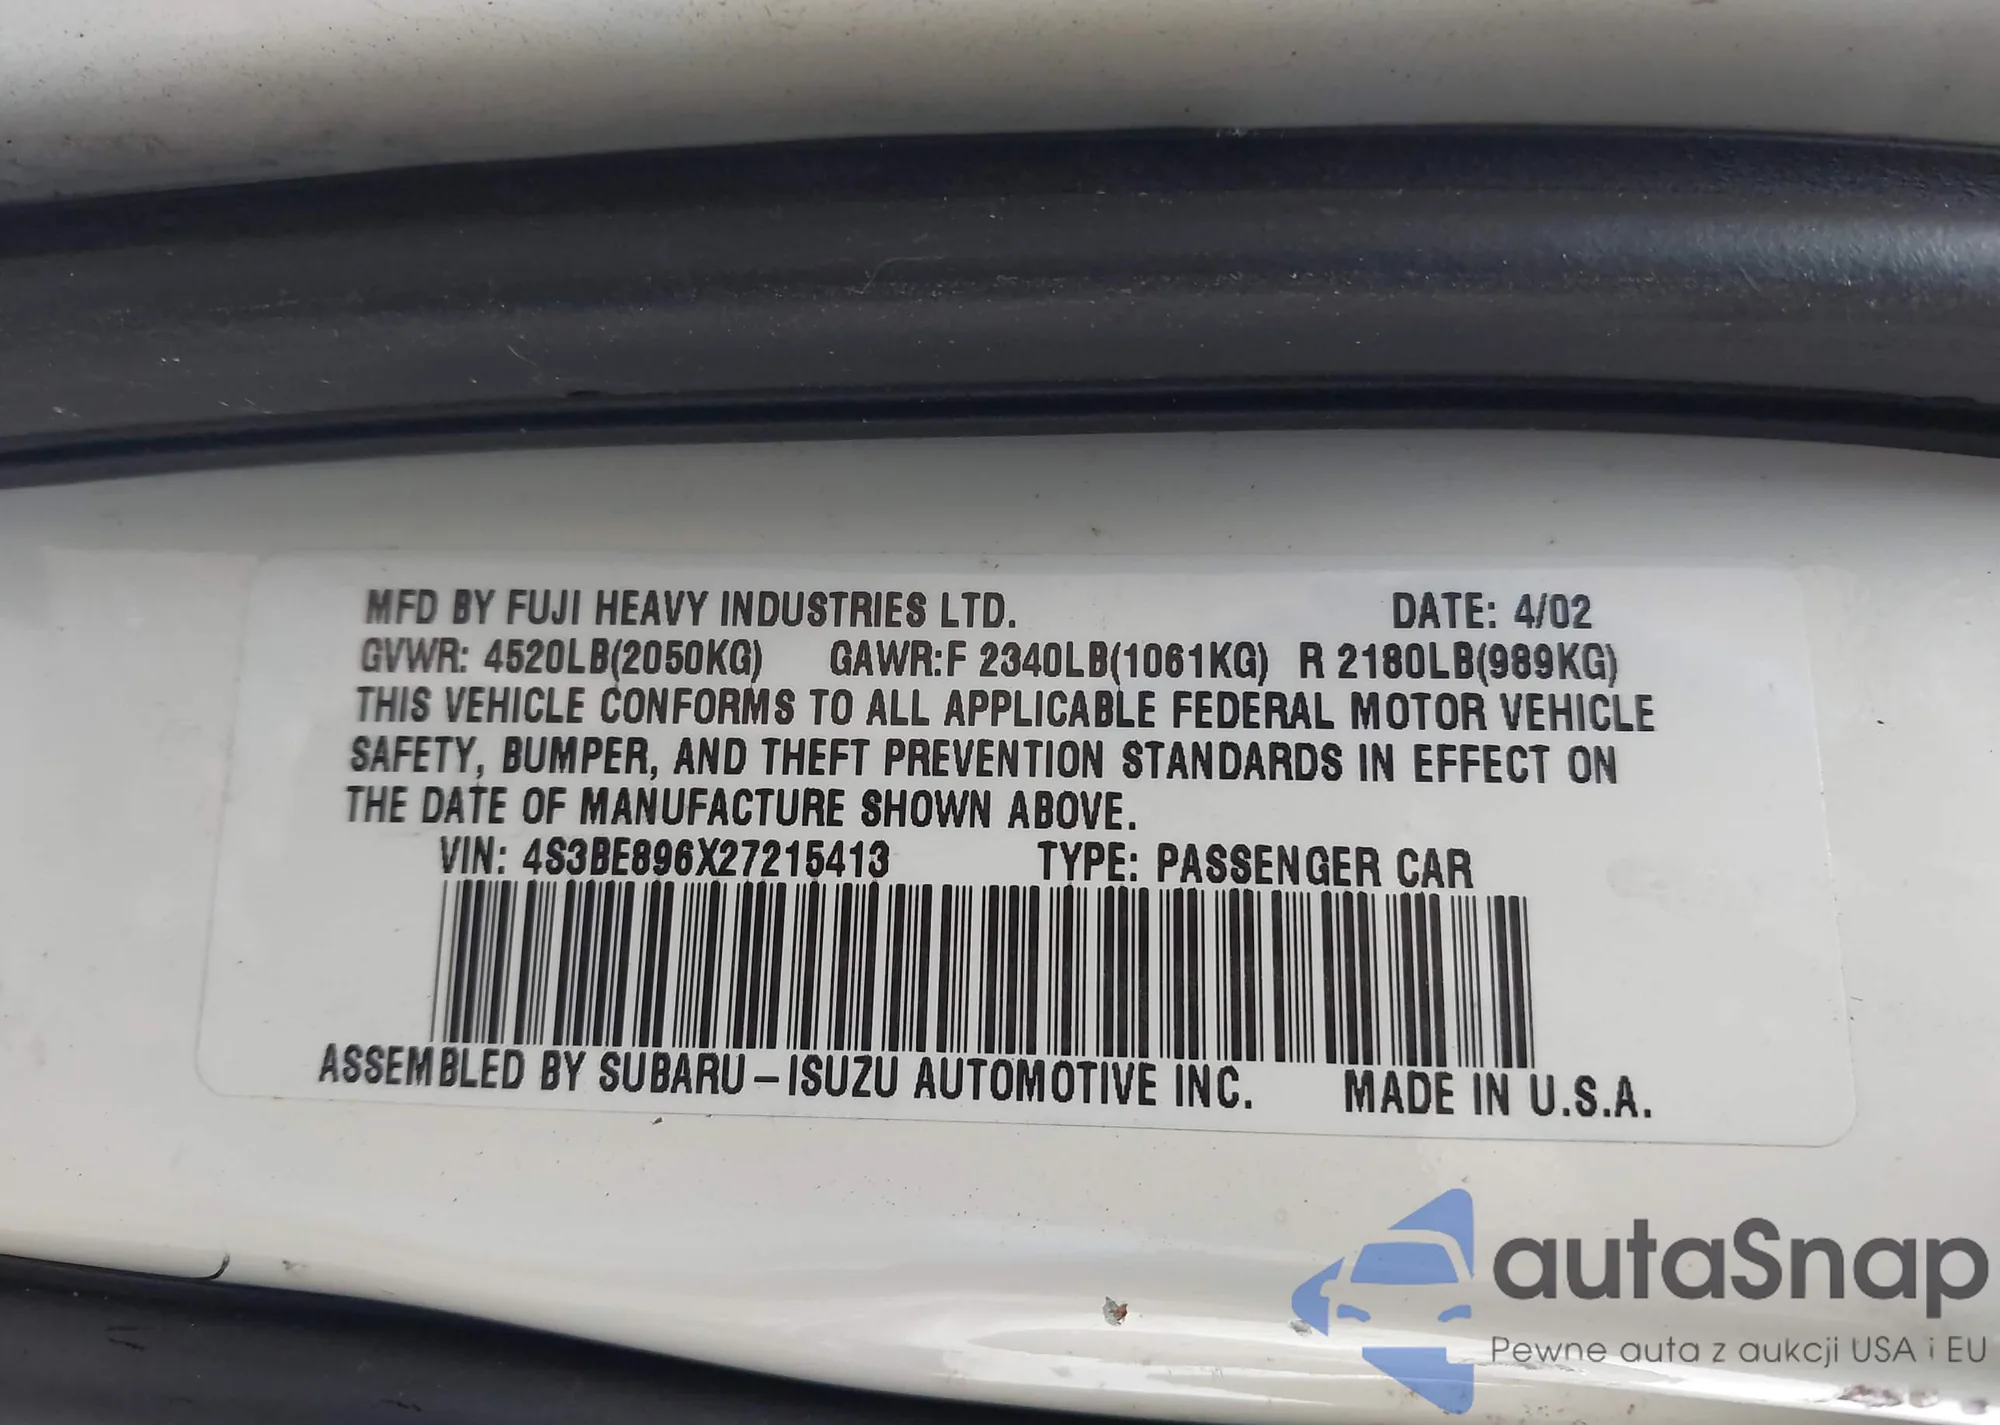 MFD BY FUJI HEAVY INDUSTRIES LTD. DATE: 4/02
GVWR: 4520LB(2050KG) GAWR:F 2340LB(1061KG) R 2180LB(989KG)
THIS VEHICLE CONFORMS TO ALL APPLICABLE FEDERAL MOTOR VEHICLE
SAFETY, BUMPER, AND THEFT PREVENTION STANDARDS IN EFFECT ON
THE DATE OF MANUFACTURE SHOWN ABOVE.
VIN: 4S3BE896X27215413 TYPE: PASSENGER CAR
ASSEMBLED BY SUBARU-ISUZU AUTOMOTIVE INC. MADE IN U.S.A.
autaSnap
Pewne auta z aukcji USA i EU